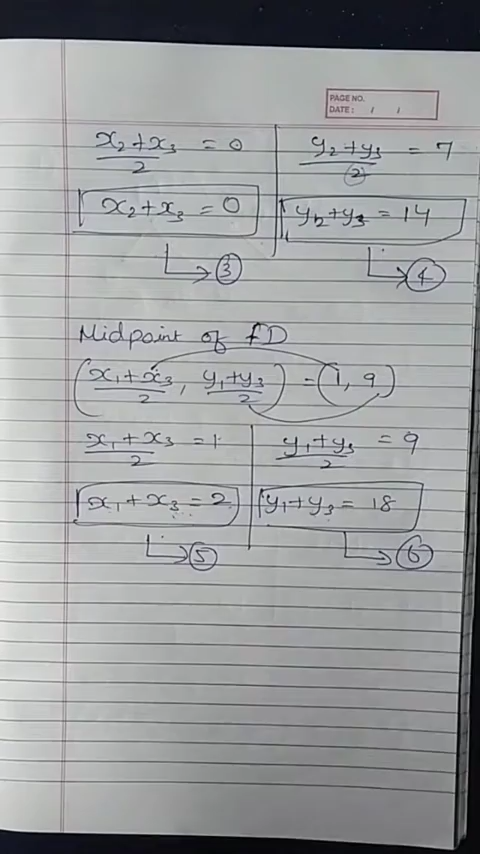 PAGE NO.
DATE: / /
x₂+x₃/2 = 0 y₂+y₃/2 = 7
x₂+x₃ = 0 y₂+y₃ = 14
③ ④
Midpoint of FD
(x₁+x₃/2, y₁+y₃/2) = (1, 9)
x₁+x₃/2 = 1 y₁+y₃/2 = 9
x₁+x₃ = 2 y₁+y₃ = 18
⑤ ⑥